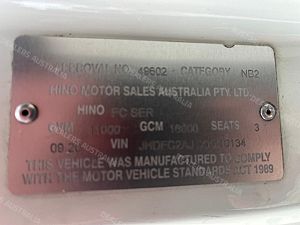 APPROVAL NO. 49602 CATEGORY NB2
HINO MOTOR SALES AUSTRALIA PTY. LTD.
HINO FC SER
GVM 11000 GCM 16000 SEATS 3
VIN
THIS VEHICLE WAS MANUFACTURED TO COMPLY
WITH THE MOTOR VEHICLE STANDARDS ACT 1989